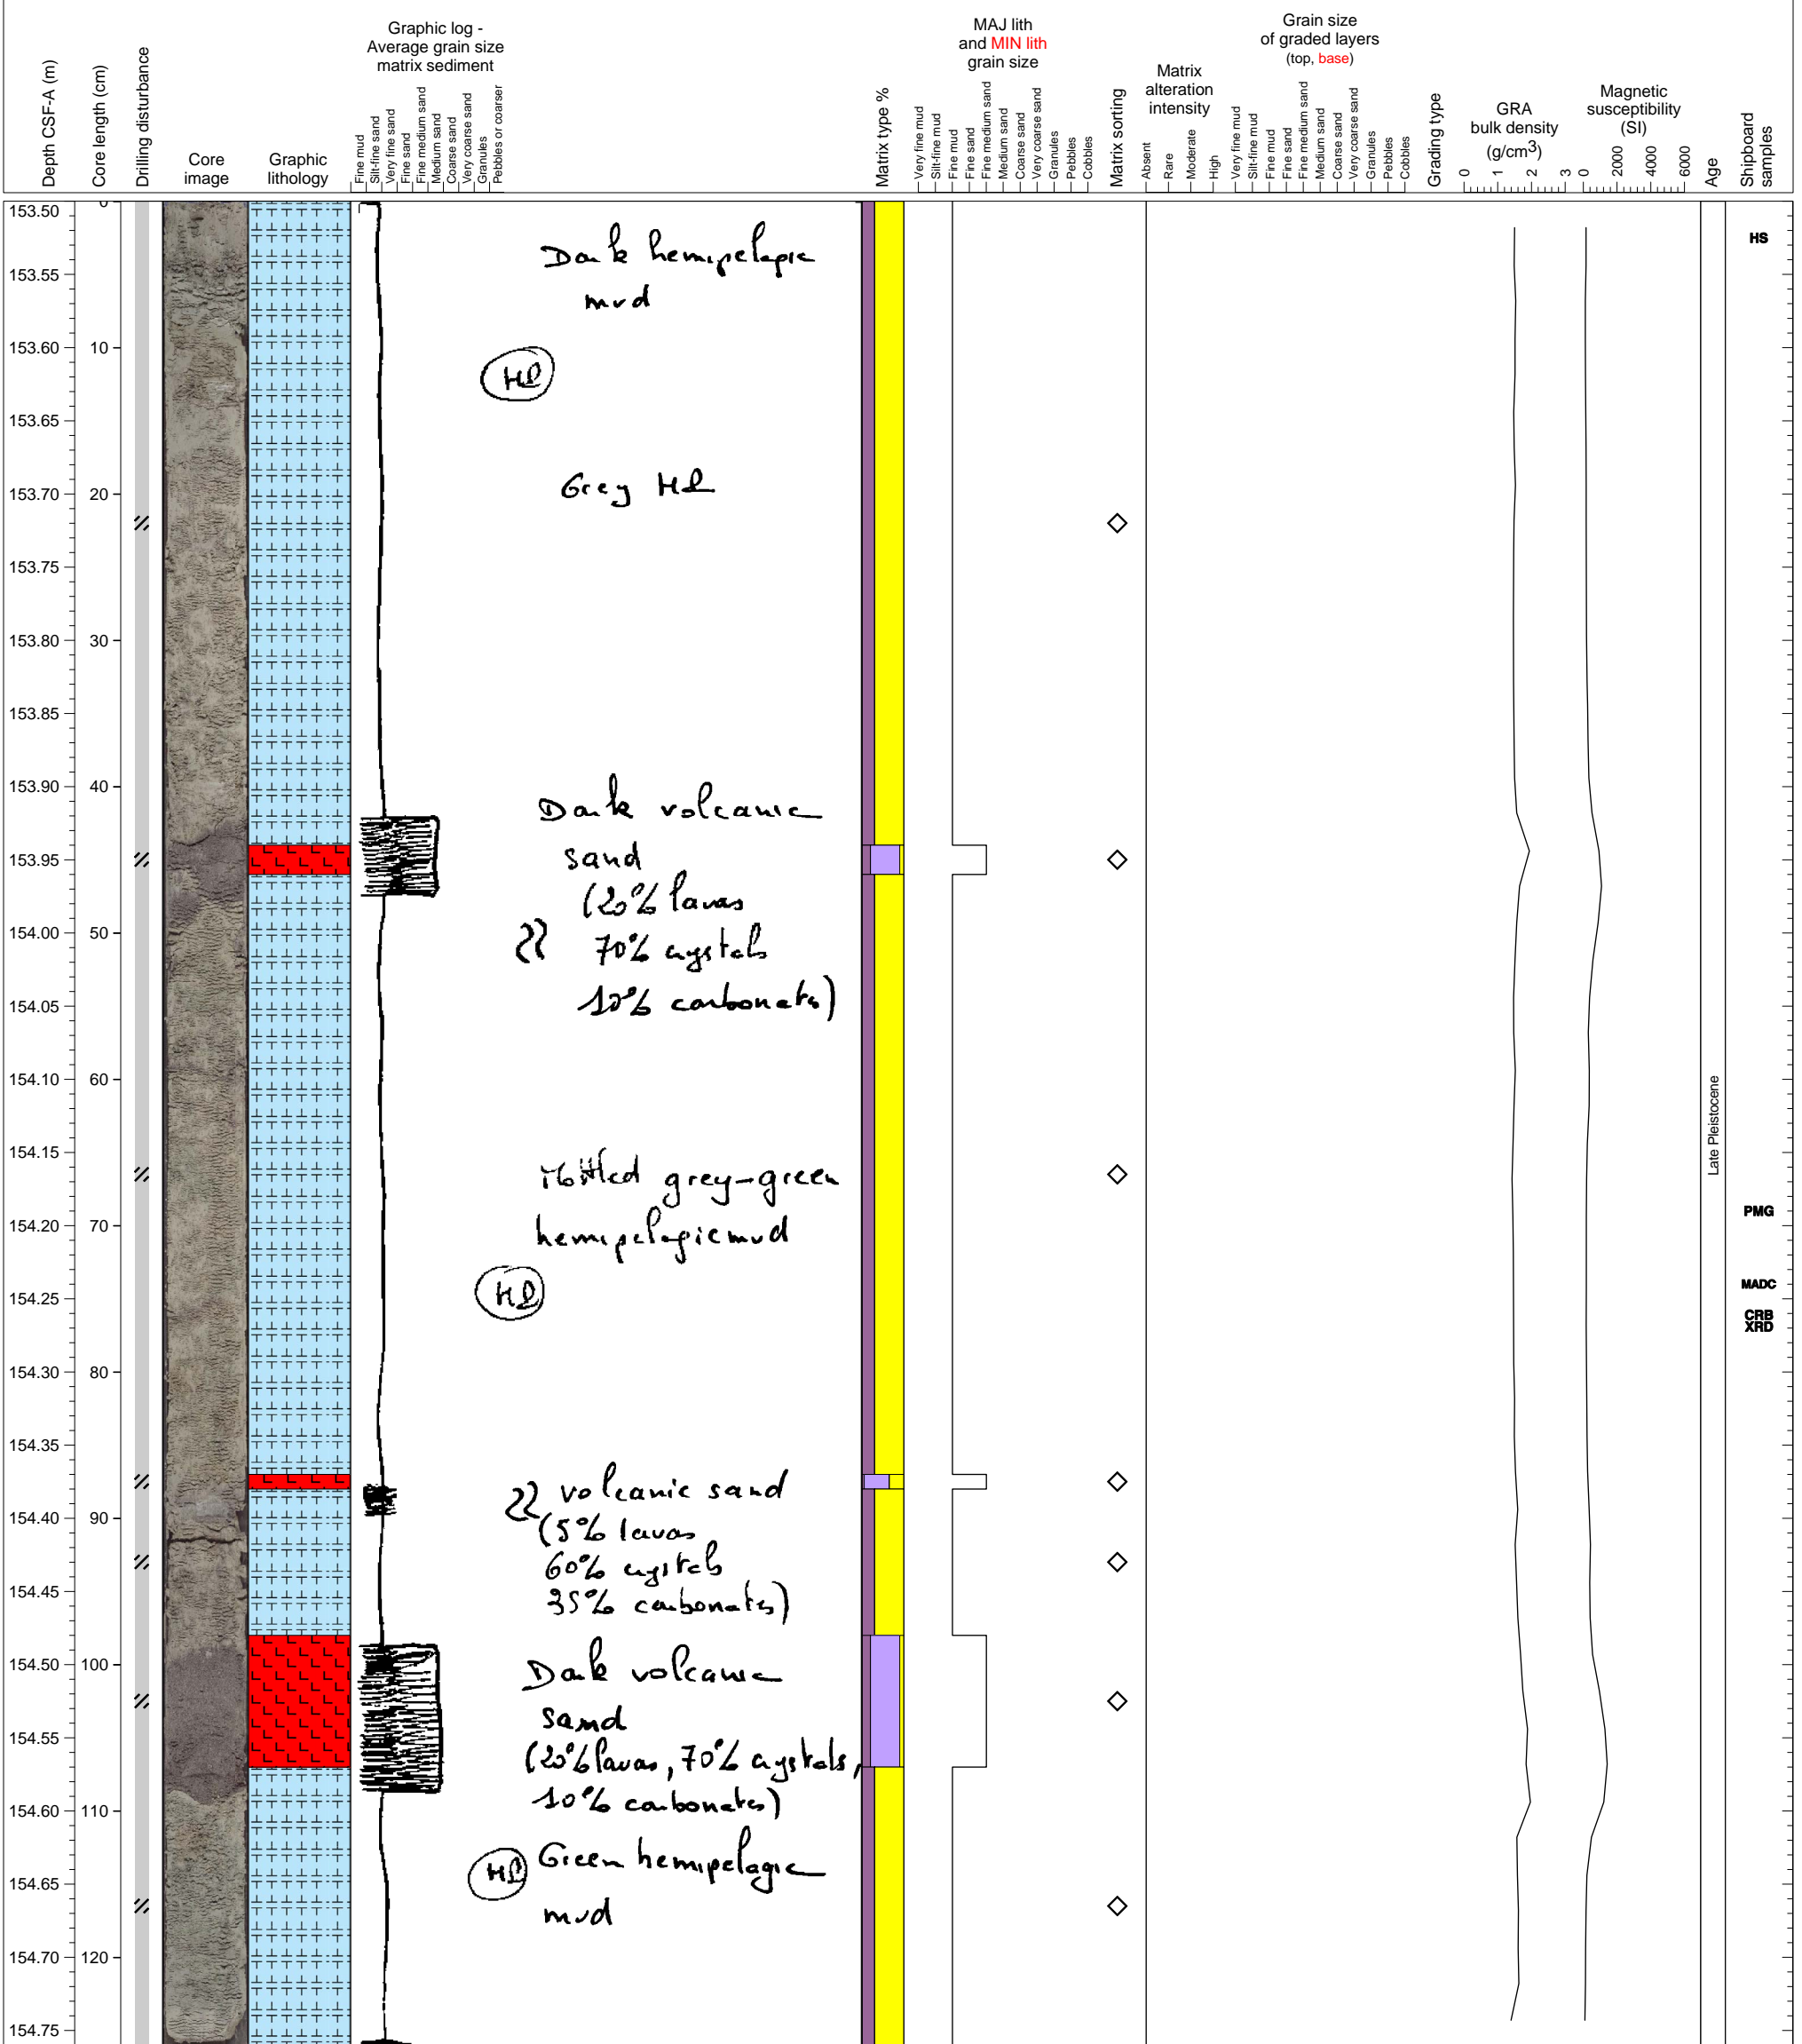 Depth CSF-A (m)
Core length (cm)
Drilling disturbance
Core
image
Graphic
lithology
Graphic log -
Average grain size
matrix sediment
Fine mud
Silt-fine sand
Very fine sand
Fine sand
Fine medium sand
Medium sand
Coarse sand
Very coarse sand
Granules
Pebbles or coarser
Matrix type %
MAJ lith
and MIN lith
grain size
Very fine mud
Silt-fine mud
Fine mud
Fine sand
Fine medium sand
Medium sand
Coarse sand
Very coarse sand
Granules
Pebbles
Cobbles
Matrix sorting
Matrix
alteration
intensity
Absent
Rare
Moderate
High
Grain size
of graded layers
(top, base)
Very fine mud
Silt-fine mud
Fine mud
Fine sand
Fine medium sand
Medium sand
Coarse sand
Very coarse sand
Granules
Pebbles
Cobbles
Grading type
GRA
bulk density
(g/cm3)
0 1 2 3
Magnetic
susceptibility
(SI)
0 2000 4000 6000
Age
Shipboard
samples
153.50 0
153.55
153.60 10
153.65
153.70 20
153.75
153.80 30
153.85
153.90 40
153.95
154.00 50
154.05
154.10 60
154.15
154.20 70
154.25
154.30 80
154.35
154.40 90
154.45
154.50 100
154.55
154.60 110
154.65
154.70 120
154.75
Dark hemipelagic
mud
HP
Grey HP
Dark volcanic
sand
(20% lavas
70% crystals
10% carbonates)
Mottled grey-green
hemipelagic mud
HP
volcanic sand
(5% lavas
60% crystals
35% carbonates)
Dark volcanic
sand
(20% lavas, 70% crystals,
10% carbonates)
HP Green hemipelagic
mud
Late Pleistocene
HS
PMG
MADC
CRB
XRD